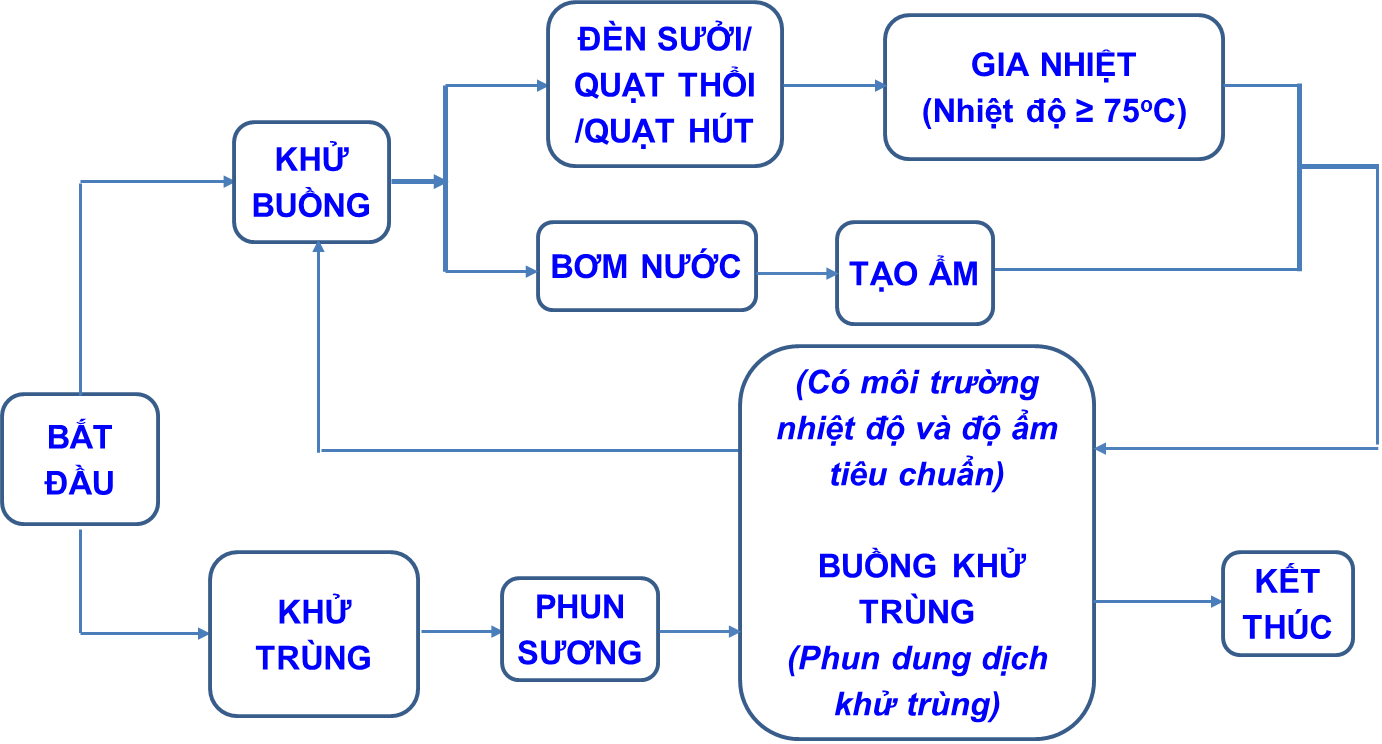 ĐÈN SƯỞI/
QUẠT THỔI
/QUẠT HÚT
GIA NHIỆT
(Nhiệt độ ≥ 75ºC)
KHỬ
BUỒNG
BƠM NƯỚC
TẠO ẨM
BẮT
ĐẦU
(Có môi trường
nhiệt độ và độ ẩm
tiêu chuẩn)
BUỒNG KHỬ
TRÙNG
(Phun dung dịch
khử trùng)
KHỬ
TRÙNG
PHUN
SƯƠNG
KẾT
THÚC